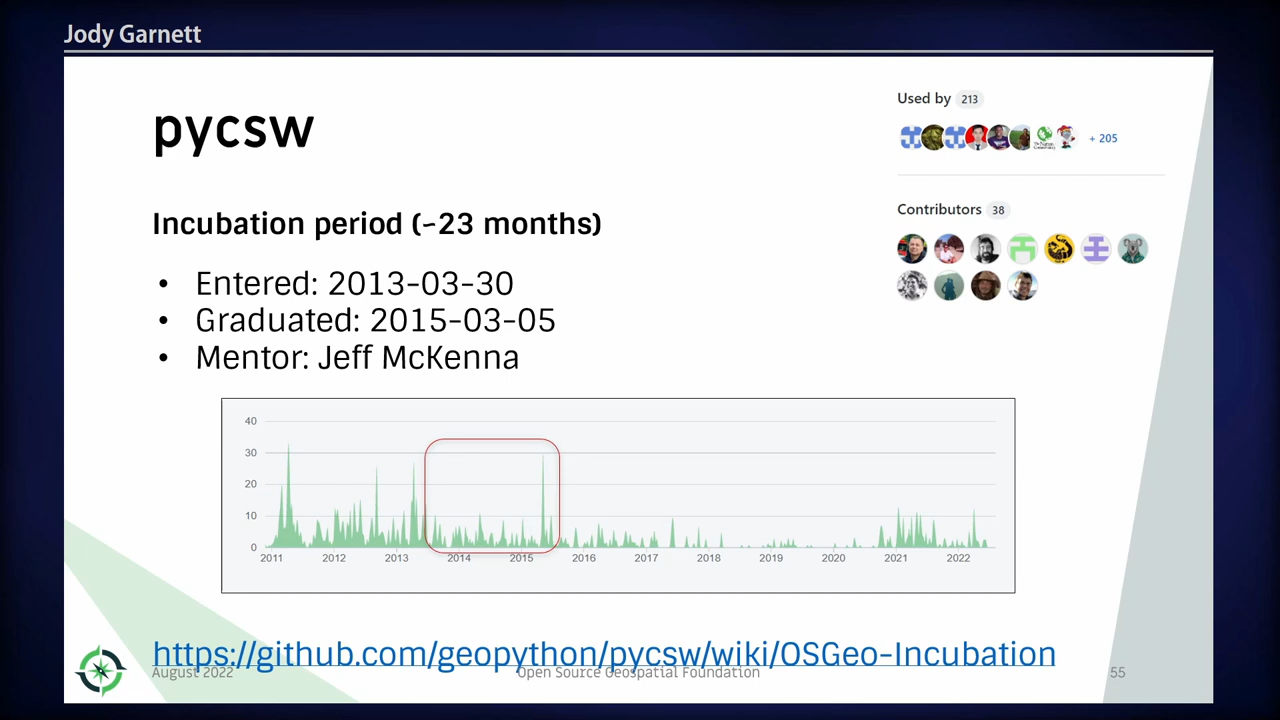 Jody Garnett
pycsw
Used by 213
+ 205
Contributors 38
Incubation period (~23 months)
• Entered: 2013-03-30
• Graduated: 2015-03-05
• Mentor: Jeff McKenna
40
30
20
10
0
2011 2012 2013 2014 2015 2016 2017 2018 2019 2020 2021 2022
https://github.com/geopython/pycsw/wiki/OSGeo-Incubation
August 2022 Open Source Geospatial Foundation 55